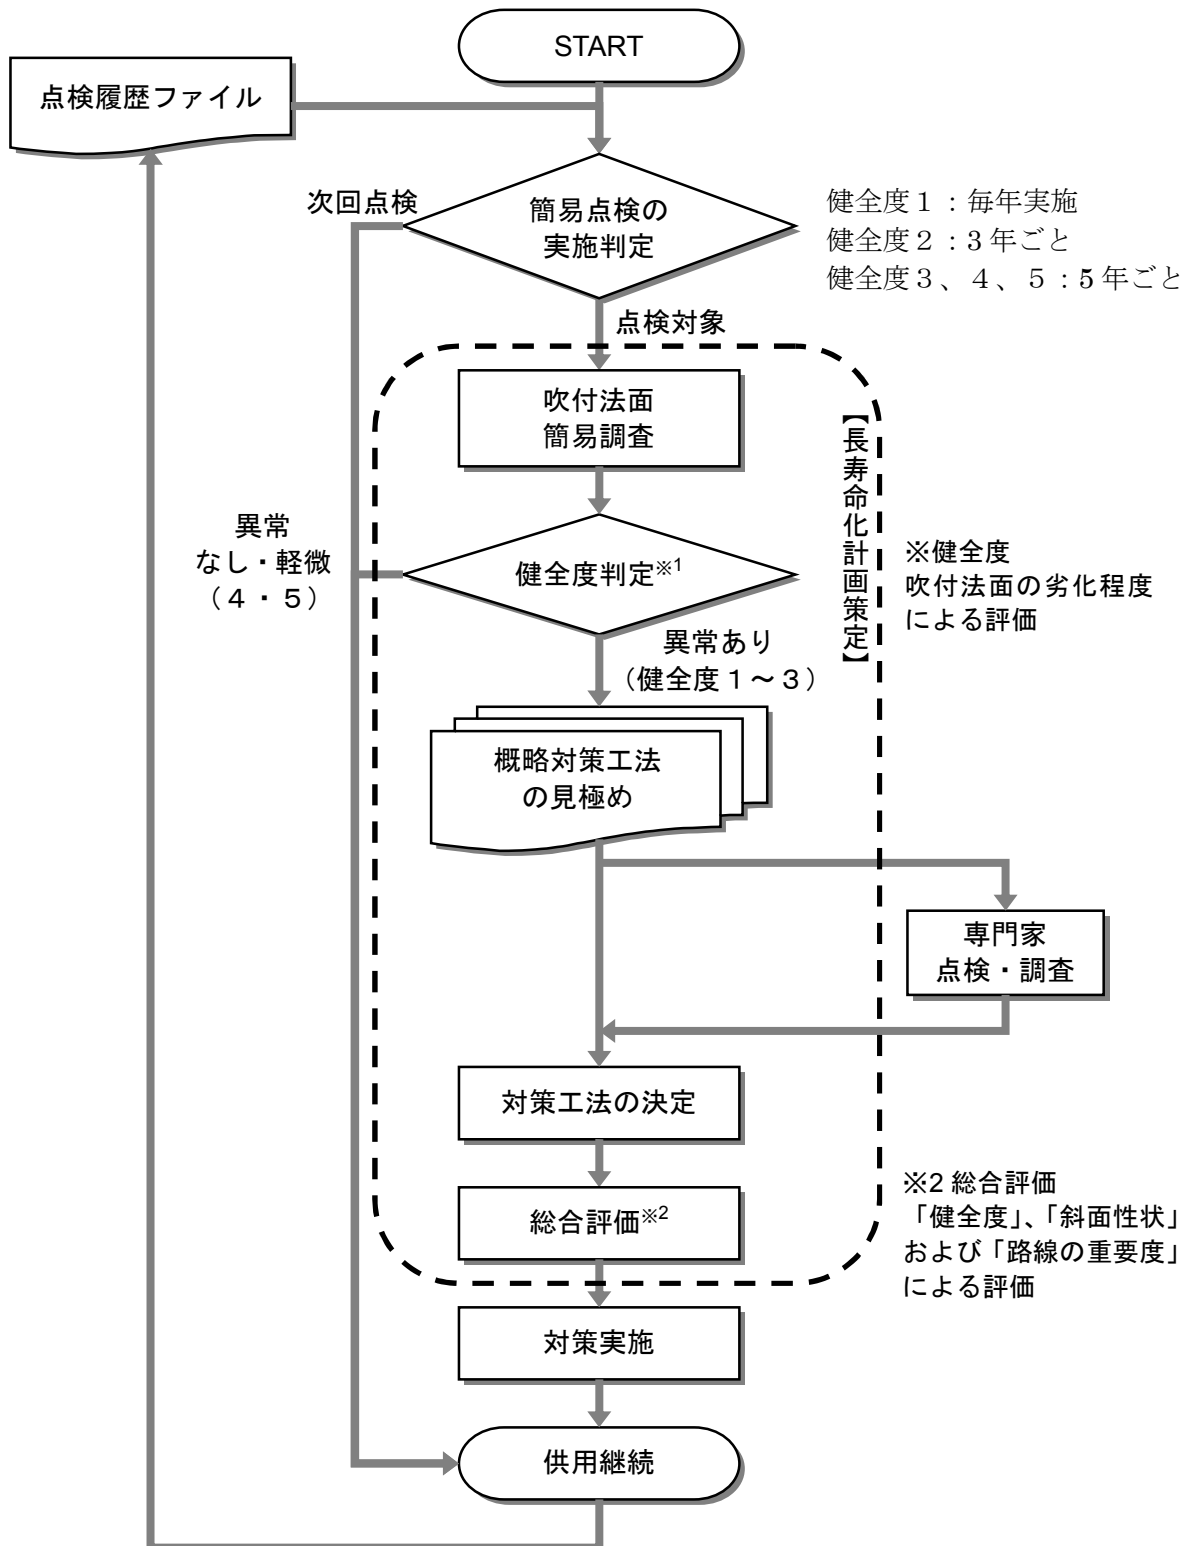 START
点検履歴ファイル
次回点検
簡易点検の
実施判定
健全度１：毎年実施
健全度２：3 年ごと
健全度３、４、５：5 年ごと
点検対象
吹付法面
簡易調査
【長寿命化計画策定】
異常
なし・軽微
（４・５）
健全度判定※1
※健全度
吹付法面の劣化程度
による評価
異常あり
（健全度１～３）
概略対策工法
の見極め
専門家
点検・調査
対策工法の決定
総合評価※2
※2 総合評価
「健全度」、「斜面性状」
および「路線の重要度」
による評価
対策実施
供用継続